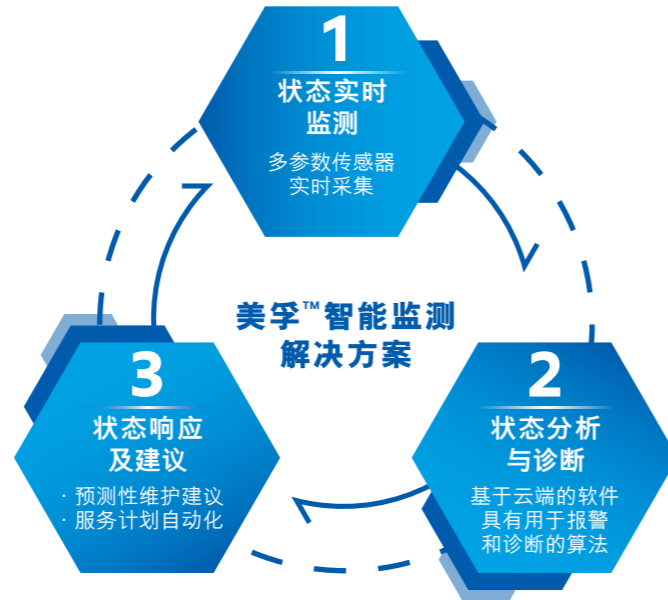 1
状态实时
监测
多参数传感器
实时采集
美孚™智能监测
解决方案
3
状态响应
及建议
· 预测性维护建议
· 服务计划自动化
2
状态分析
与诊断
基于云端的软件
具有用于报警
和诊断的算法